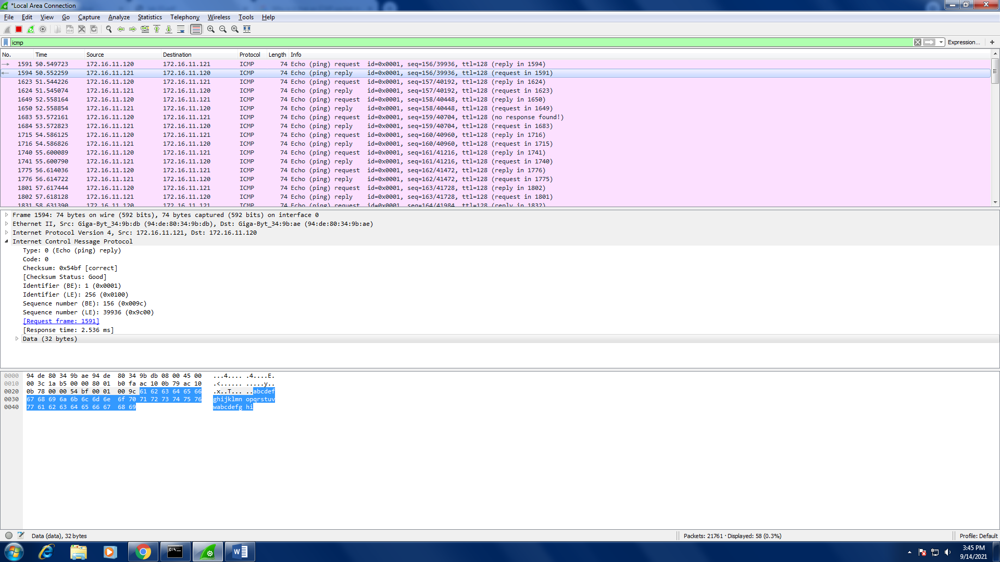 *Local Area Connection
File Edit View Go Capture Analyze Statistics Telephony Wireless Tools Help
icmp Expression... +
No. Time Source Destination Protocol Length Info
1591 50.549723 172.16.11.120 172.16.11.121 ICMP 74 Echo (ping) request id=0x0001, seq=156/39936, ttl=128 (reply in 1594)
1594 50.552259 172.16.11.121 172.16.11.120 ICMP 74 Echo (ping) reply id=0x0001, seq=156/39936, ttl=128 (request in 1591)
1623 51.544226 172.16.11.120 172.16.11.121 ICMP 74 Echo (ping) request id=0x0001, seq=157/40192, ttl=128 (reply in 1624)
1624 51.545074 172.16.11.121 172.16.11.120 ICMP 74 Echo (ping) reply id=0x0001, seq=157/40192, ttl=128 (request in 1623)
1649 52.558164 172.16.11.120 172.16.11.121 ICMP 74 Echo (ping) request id=0x0001, seq=158/40448, ttl=128 (reply in 1650)
1650 52.558854 172.16.11.121 172.16.11.120 ICMP 74 Echo (ping) reply id=0x0001, seq=158/40448, ttl=128 (request in 1649)
1683 53.572161 172.16.11.120 172.16.11.121 ICMP 74 Echo (ping) request id=0x0001, seq=159/40704, ttl=128 (no response found!)
1684 53.572823 172.16.11.121 172.16.11.120 ICMP 74 Echo (ping) reply id=0x0001, seq=159/40704, ttl=128 (request in 1683)
1715 54.586125 172.16.11.120 172.16.11.121 ICMP 74 Echo (ping) request id=0x0001, seq=160/40960, ttl=128 (reply in 1716)
1716 54.586826 172.16.11.121 172.16.11.120 ICMP 74 Echo (ping) reply id=0x0001, seq=160/40960, ttl=128 (request in 1715)
1740 55.600089 172.16.11.120 172.16.11.121 ICMP 74 Echo (ping) request id=0x0001, seq=161/41216, ttl=128 (reply in 1741)
1741 55.600790 172.16.11.121 172.16.11.120 ICMP 74 Echo (ping) reply id=0x0001, seq=161/41216, ttl=128 (request in 1740)
1775 56.614036 172.16.11.120 172.16.11.121 ICMP 74 Echo (ping) request id=0x0001, seq=162/41472, ttl=128 (reply in 1776)
1776 56.614722 172.16.11.121 172.16.11.120 ICMP 74 Echo (ping) reply id=0x0001, seq=162/41472, ttl=128 (request in 1775)
1801 57.617444 172.16.11.120 172.16.11.121 ICMP 74 Echo (ping) request id=0x0001, seq=163/41728, ttl=128 (reply in 1802)
1802 57.618128 172.16.11.121 172.16.11.120 ICMP 74 Echo (ping) reply id=0x0001, seq=163/41728, ttl=128 (request in 1801)
1831 58.631390 172.16.11.120 172.16.11.121 ICMP 74 Echo (ping) request id=0x0001, seq=164/41984, ttl=128 (reply in 1832)
Frame 1594: 74 bytes on wire (592 bits), 74 bytes captured (592 bits) on interface 0
Ethernet II, Src: Giga-Byt_34:9b:db (94:de:80:34:9b:db), Dst: Giga-Byt_34:9b:ae (94:de:80:34:9b:ae)
Internet Protocol Version 4, Src: 172.16.11.121, Dst: 172.16.11.120
Internet Control Message Protocol
Type: 0 (Echo (ping) reply)
Code: 0
Checksum: 0x54bf [correct]
[Checksum Status: Good]
Identifier (BE): 1 (0x0001)
Identifier (LE): 256 (0x0100)
Sequence number (BE): 156 (0x009c)
Sequence number (LE): 39936 (0x9c00)
[Request frame: 1591]
[Response time: 2.536 ms]
Data (32 bytes)
0000 94 de 80 34 9b ae 94 de 80 34 9b db 08 00 45 00 ...4.... .4....E.
0010 00 3c 1a b5 00 00 80 01 b0 fa ac 10 0b 79 ac 10 .<...... .....y..
0020 0b 78 00 00 54 bf 00 01 00 9c 61 62 63 64 65 66 .x..T... ..abcdef
0030 67 68 69 6a 6b 6c 6d 6e 6f 70 71 72 73 74 75 76 ghijklmn opqrstuv
0040 77 61 62 63 64 65 66 67 68 69 wabcdefg hi
Data (data), 32 bytes Packets: 21761 · Displayed: 58 (0.3%) Profile: Default
3:45 PM
9/14/2021